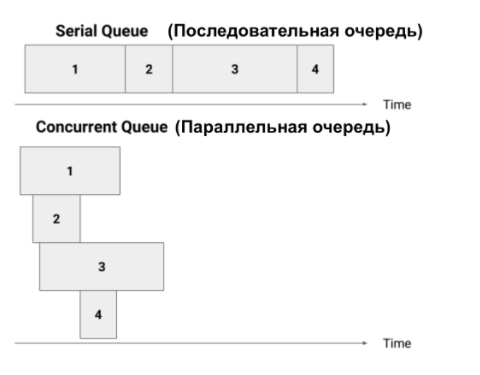 Serial Queue (Последовательная очередь)
1 2 3 4
Time
Concurrent Queue (Параллельная очередь)
1
2
3
4
Time